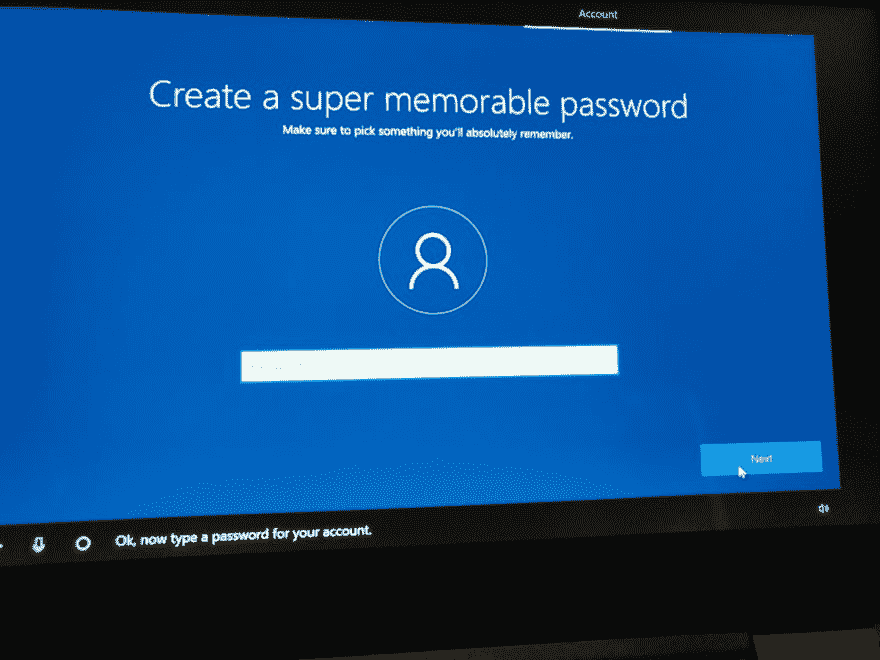 Account
Create a super memorable password
Make sure to pick something you'll absolutely remember.
Next
Ok, now type a password for your account.